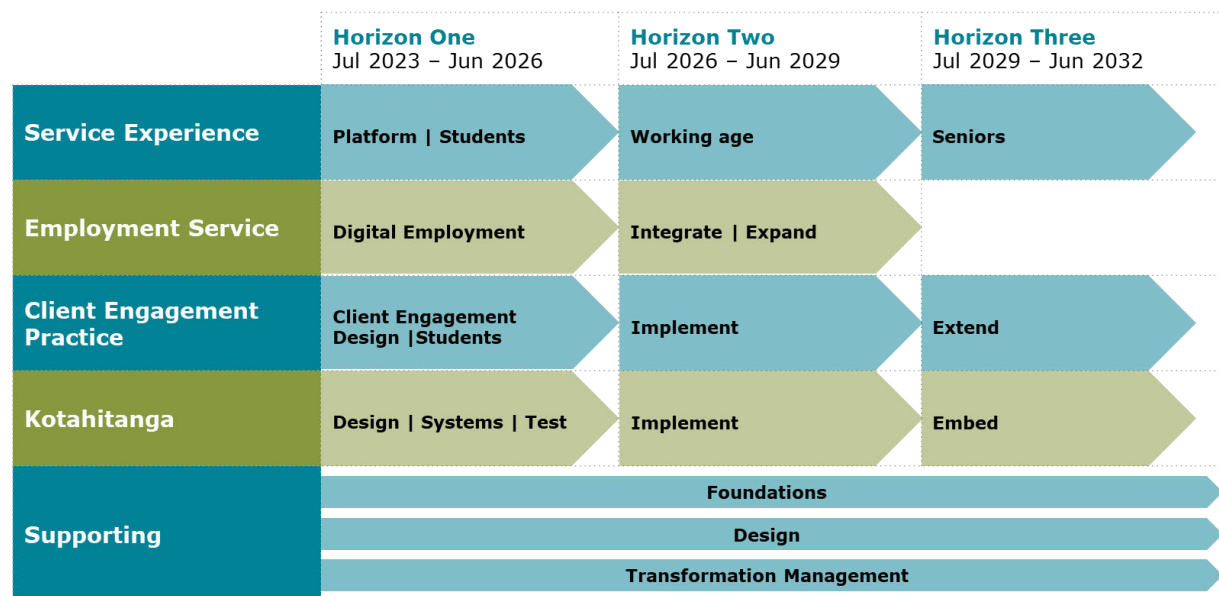 Horizon One
Jul 2023 – Jun 2026
Horizon Two
Jul 2026 – Jun 2029
Horizon Three
Jul 2029 – Jun 2032
Service Experience
Platform | Students
Working age
Seniors
Employment Service
Digital Employment
Integrate | Expand
Client Engagement
Practice
Client Engagement
Design |Students
Implement
Extend
Kotahitanga
Design | Systems | Test
Implement
Embed
Supporting
Foundations
Design
Transformation Management